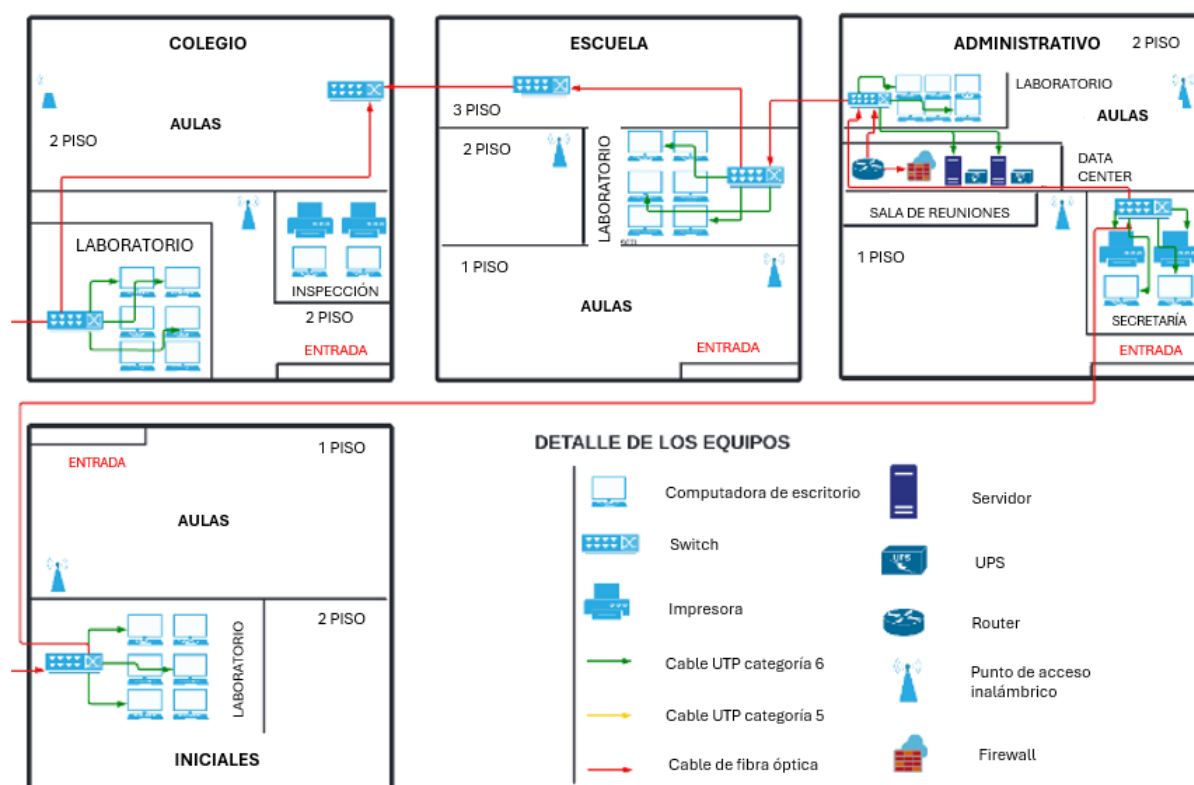 COLEGIO
AULAS
2 PISO
LABORATORIO
INSPECCIÓN
2 PISO
ENTRADA
ESCUELA
3 PISO
2 PISO
LABORATORIO
1 PISO
AULAS
ENTRADA
ADMINISTRATIVO
2 PISO
LABORATORIO
AULAS
DATA
CENTER
SALA DE REUNIONES
1 PISO
SECRETARÍA
ENTRADA
1 PISO
ENTRADA
AULAS
2 PISO
LABORATORIO
INICIALES
DETALLE DE LOS EQUIPOS
Computadora de escritorio
Switch
Impresora
Cable UTP categoría 6
Cable UTP categoría 5
Cable de fibra óptica
Servidor
UPS
UPS
Router
Punto de acceso
inalámbrico
Firewall